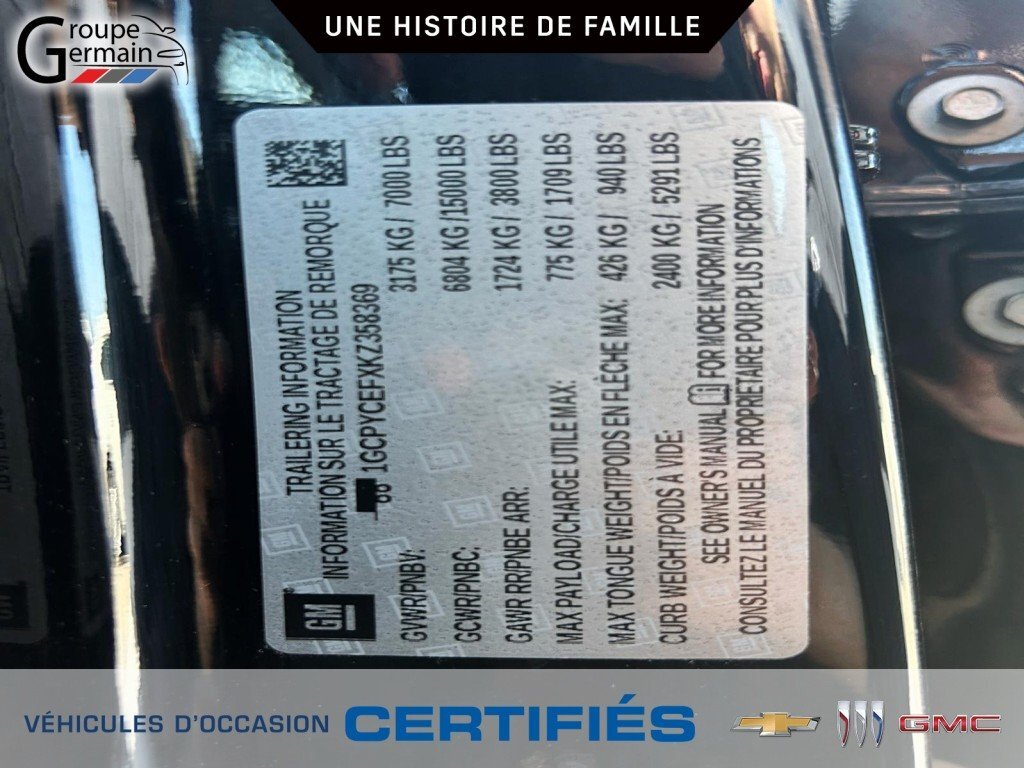 Groupe
Germain
UNE HISTOIRE DE FAMILLE
TRAILERING INFORMATION
INFORMATION SUR LE TRACTAGE DE REMORQUE
1GCPYCEFXKZ358369
GM
GVWR/PNBV: 3175 KG / 7000 LBS
GCWR/PNBC: 6804 KG /15000 LBS
GAWR RR/PNBE ARR: 1724 KG / 3800 LBS
MAX PAYLOAD/CHARGE UTILE MAX: 775 KG / 1709 LBS
MAX TONGUE WEIGHT/POIDS EN FLÈCHE MAX: 426 KG / 940 LBS
CURB WEIGHT/POIDS À VIDE: 2400 KG / 5291 LBS
SEE OWNER'S MANUAL FOR MORE INFORMATION
CONSULTEZ LE MANUEL DU PROPRIETAIRE POUR PLUS D'INFORMATIONS
VÉHICULES D'OCCASION CERTIFIÉS
GMC